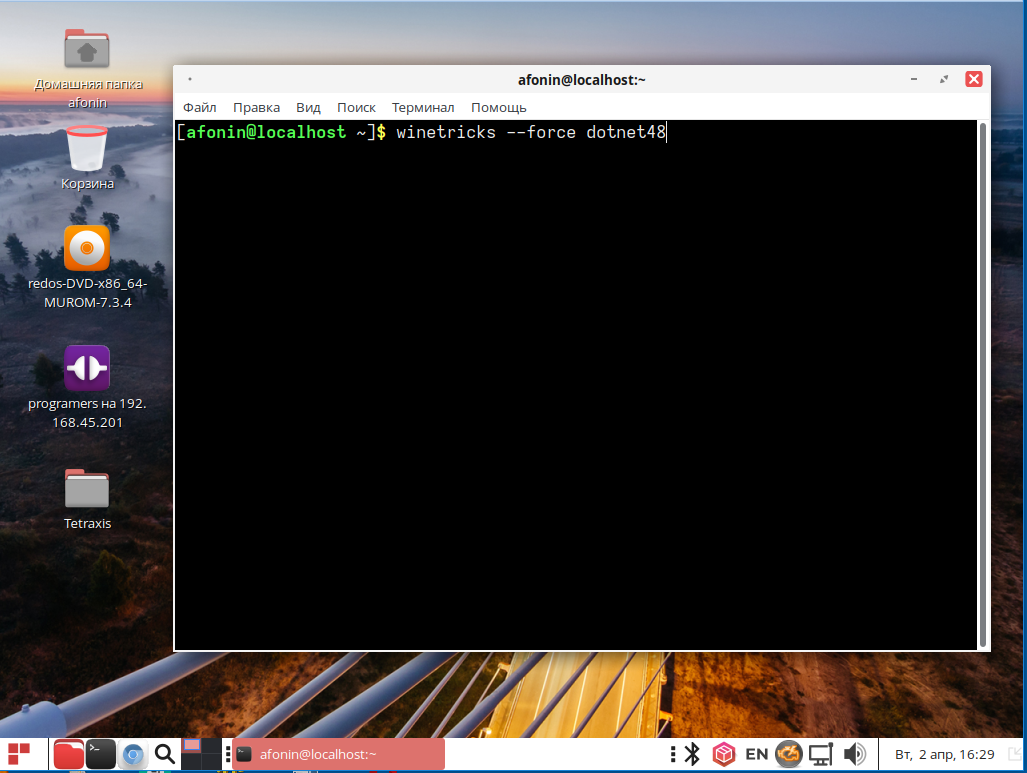 Домашняя папка
afonin
Корзина
redos-DVD-x86_64-
MUROM-7.3.4
programers на 192.
168.45.201
Tetraxis
afonin@localhost:~
Файл Правка Вид Поиск Терминал Помощь
[afonin@localhost ~]$ winetricks --force dotnet48
afonin@localhost:~
EN
Вт, 2 апр, 16:29